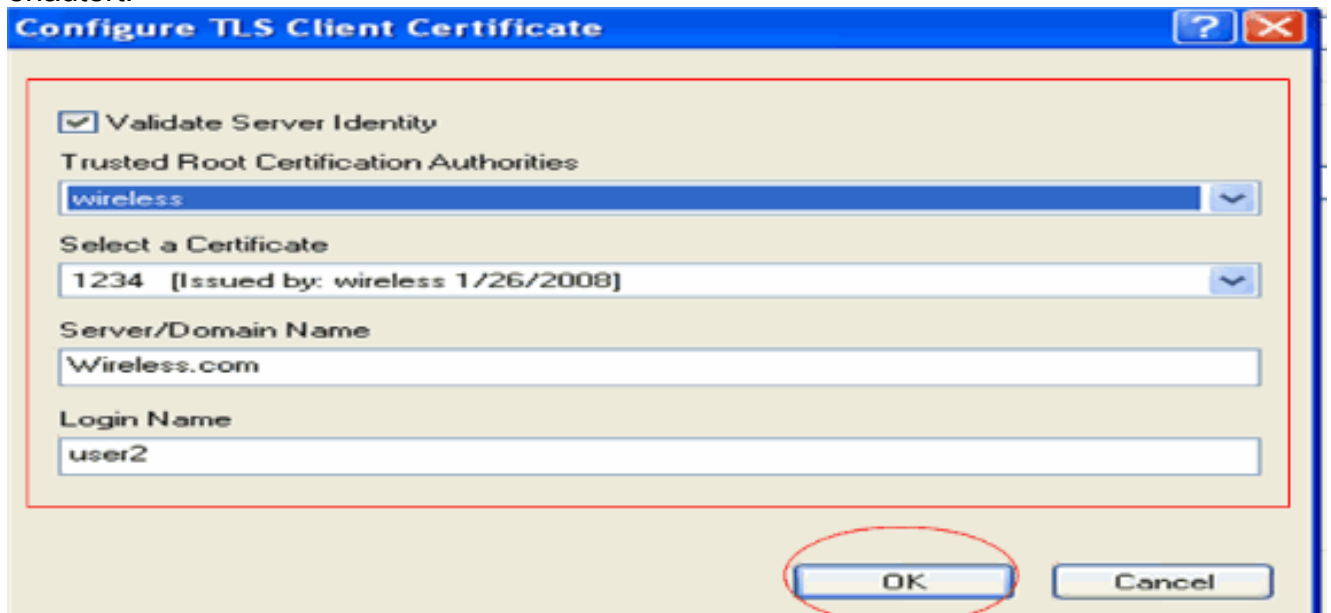 Configure TLS Client Certificate
Validate Server Identity
Trusted Root Certification Authorities
wireless
Select a Certificate
1234 [Issued by: wireless 1/26/2008]
Server/Domain Name
Wireless.com
Login Name
user2
OK Cancel